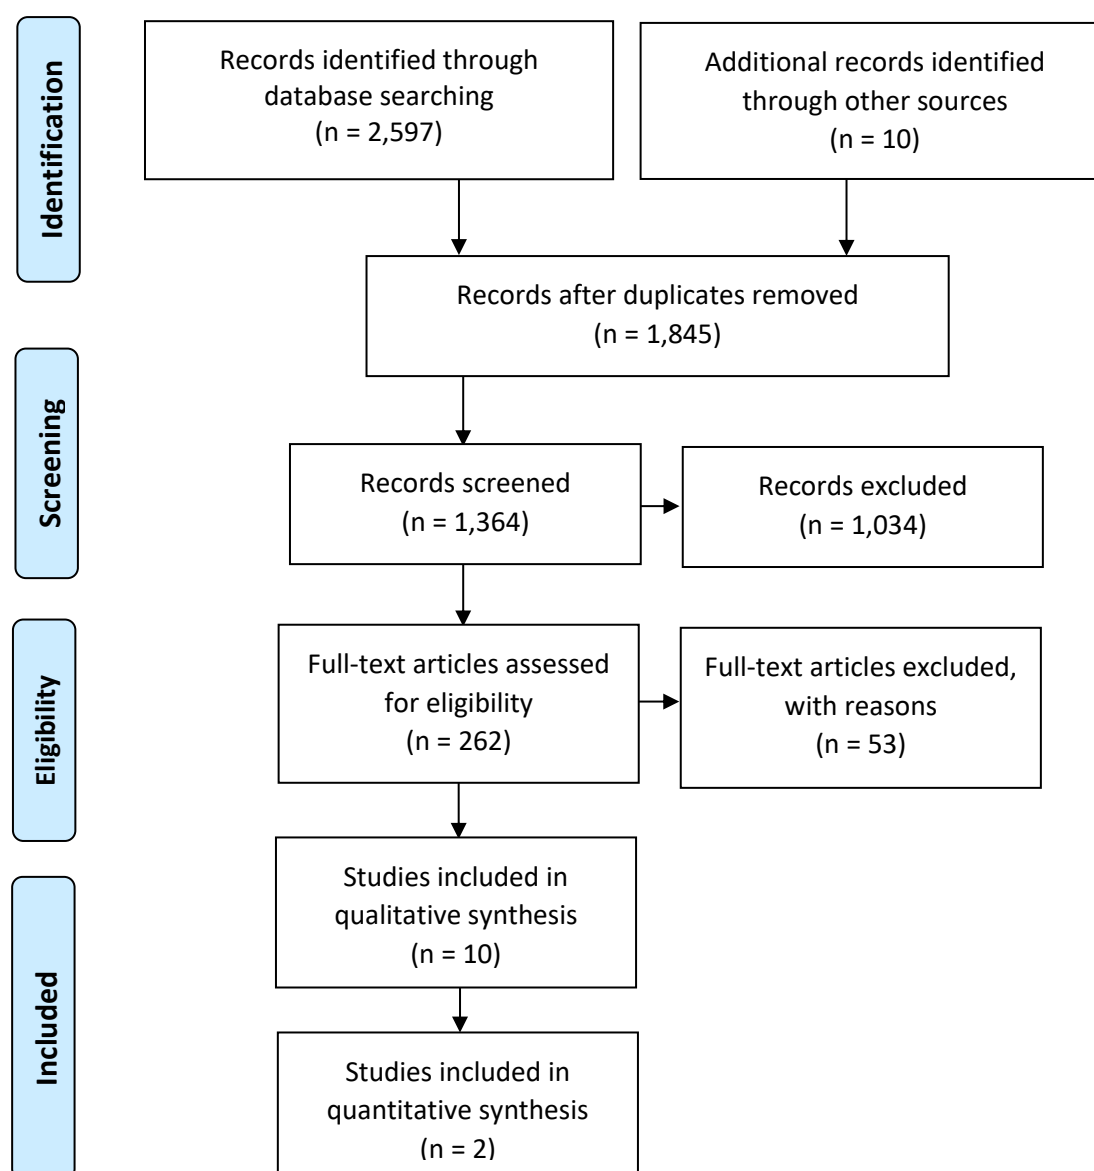 Identification
Records identified through
database searching
(n = 2,597)
Additional records identified
through other sources
(n = 10)
Records after duplicates removed
(n = 1,845)
Screening
Records screened
(n = 1,364)
Records excluded
(n = 1,034)
Eligibility
Full-text articles assessed
for eligibility
(n = 262)
Full-text articles excluded,
with reasons
(n = 53)
Included
Studies included in
qualitative synthesis
(n = 10)
Studies included in
quantitative synthesis
(n = 2)